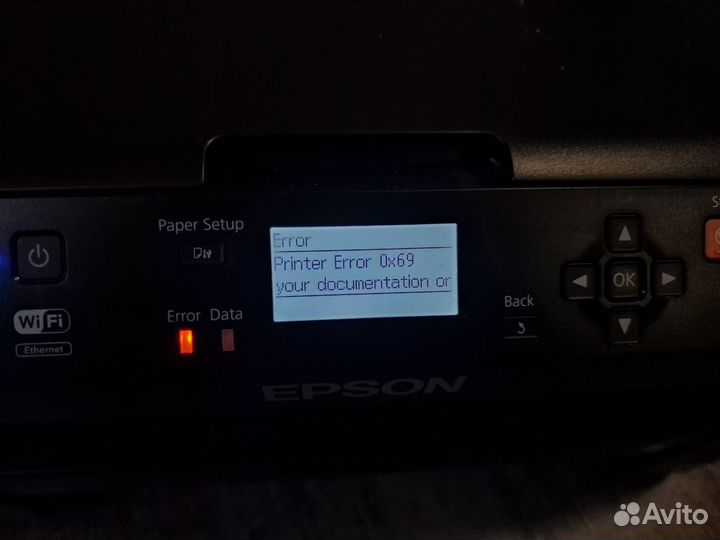 Paper Setup
Error
Printer Error 0x69
your documentation or
OK
Back
Error Data
WiFi
Ethernet
EPSON
Avito